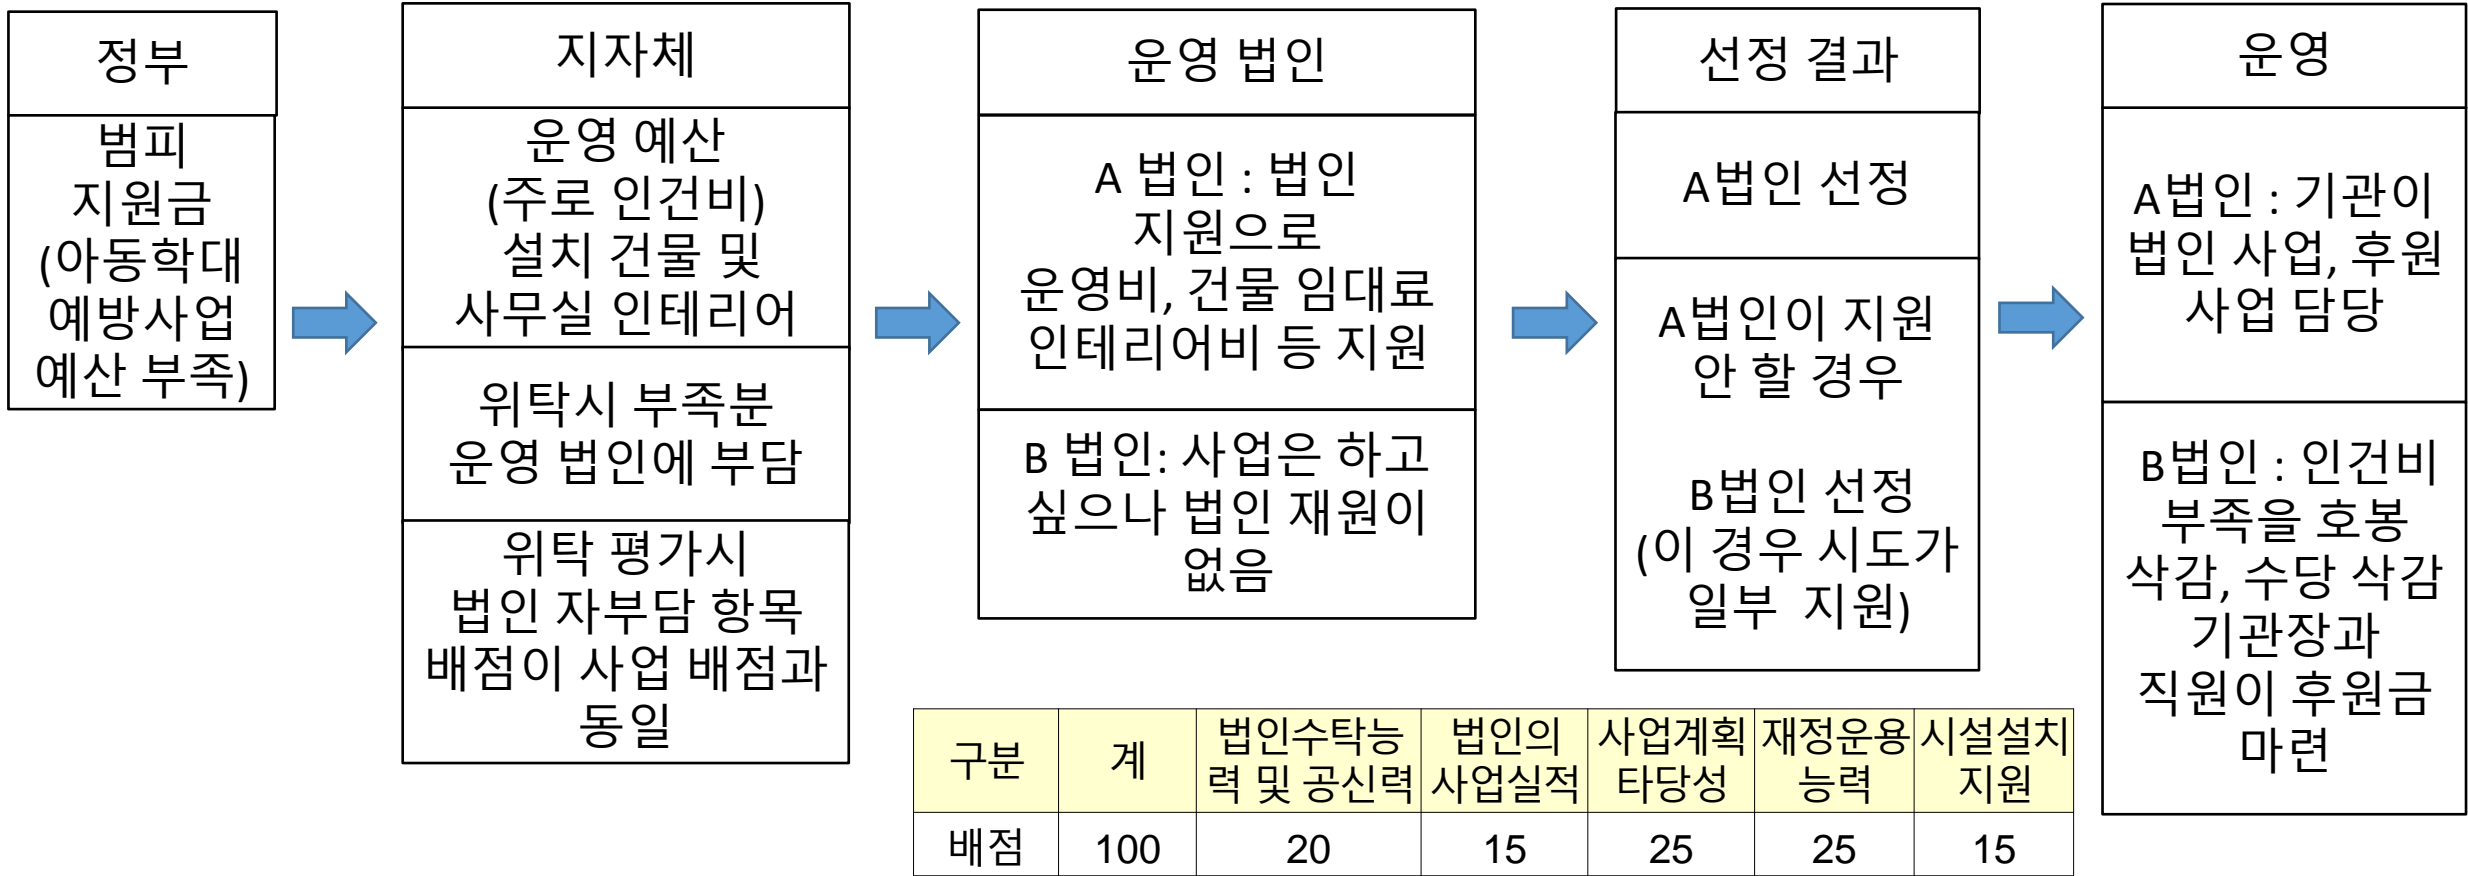 정부
범피
지원금
(아동학대
예방사업
예산 부족)
지자체
운영 예산
(주로 인건비)
설치 건물 및
사무실 인테리어
위탁시 부족분
운영 법인에 부담
위탁 평가시
법인 자부담 항목
배점이 사업 배점과
동일
운영 법인
A 법인 : 법인
지원으로
운영비, 건물 임대료
인테리어비 등 지원
B 법인: 사업은 하고
싶으나 법인 재원이
없음
선정 결과
A법인 선정
A법인이 지원
안 할 경우
B법인 선정
(이 경우 시도가
일부 지원)
운영
A법인 : 기관이
법인 사업, 후원
사업 담당
B법인 : 인건비
부족을 호봉
삭감, 수당 삭감
기관장과
직원이 후원금
마련
구분 계 법인수탁능력 및 공신력 법인의 사업실적 사업계획 타당성 재정운용 능력 시설설치 지원
배점 100 20 15 25 25 15